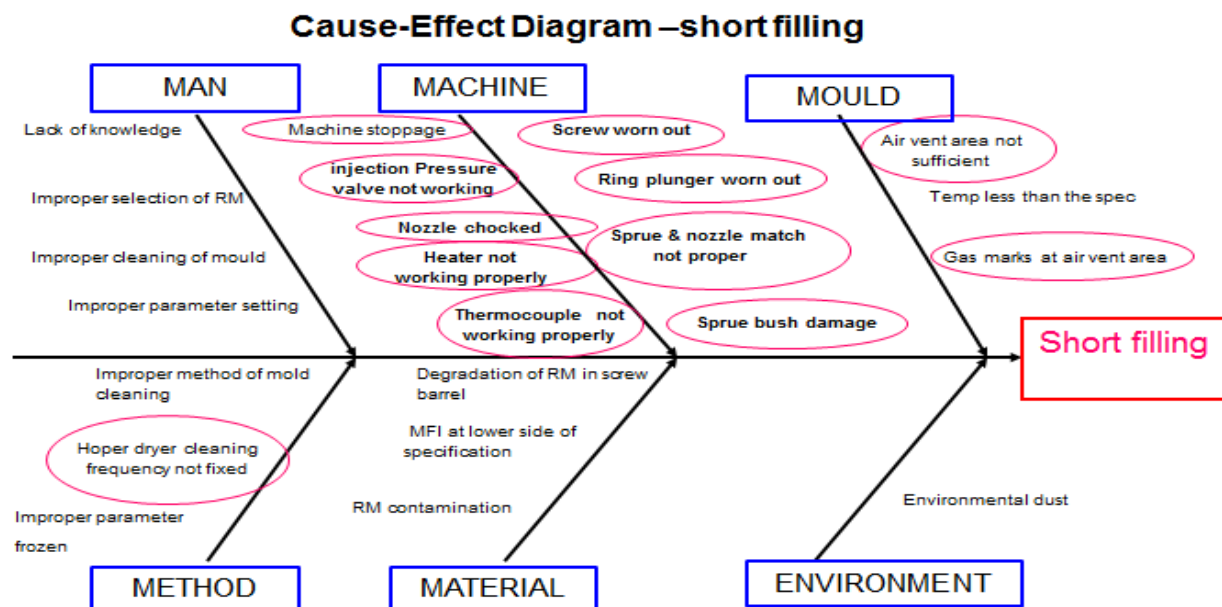 Cause-Effect Diagram –short filling
MAN
MACHINE
MOULD
Lack of knowledge
Improper selection of RM
Improper cleaning of mould
Improper parameter setting
Machine stoppage
injection Pressure
valve not working
Nozzle chocked
Heater not
working properly
Thermocouple not
working properly
Screw worn out
Ring plunger worn out
Sprue & nozzle match
not proper
Sprue bush damage
Air vent area not
sufficient
Temp less than the spec
Gas marks at air vent area
Short filling
Improper method of mold
cleaning
Hoper dryer cleaning
frequency not fixed
Improper parameter
frozen
Degradation of RM in screw
barrel
MFI at lower side of
specification
RM contamination
Environmental dust
METHOD
MATERIAL
ENVIRONMENT